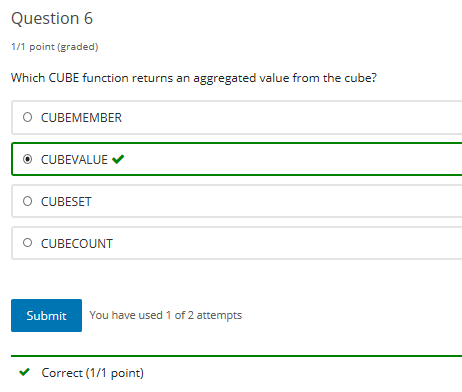 Question 6
1/1 point (graded)
Which CUBE function returns an aggregated value from the cube?
CUBEMEMBER
CUBEVALUE
CUBESET
CUBECOUNT
Submit You have used 1 of 2 attempts
Correct (1/1 point)